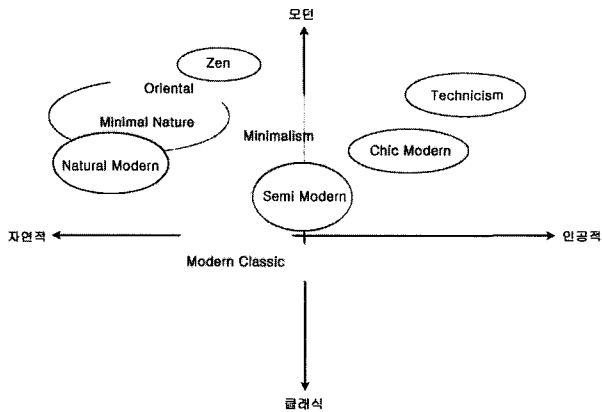 모던
Zen
Oriental
Technicism
Minimal Nature
Minimalism
Chic Modern
Natural Modern
Semi Modern
자연적
인공적
Modern Classic
클래식